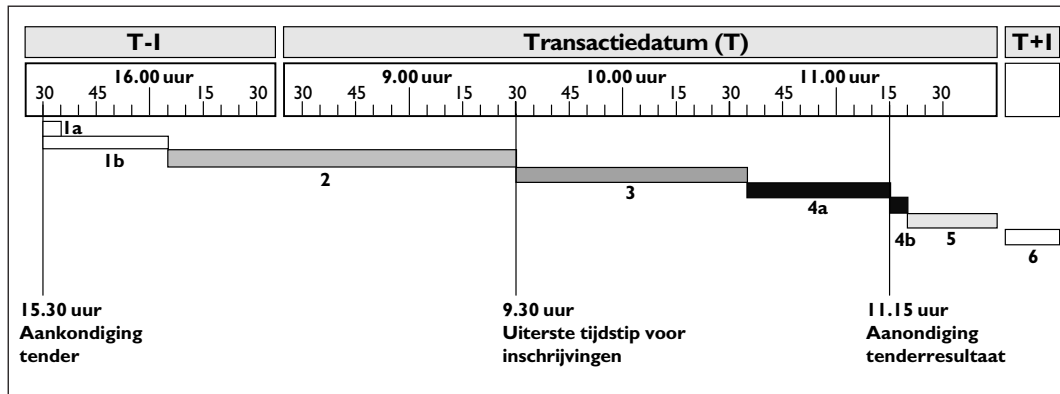 T-1 Transactiedatum (T) T+1
16.00 uur 9.00 uur 10.00 uur 11.00 uur
30 45 15 30 30 45 15 30 45 15 30 45 15 30
1a
1b
2
3
4a
4b 5
6
15.30 uur 9.30 uur 11.15 uur
Aankondiging Uiterste tijdstip voor Aanondiging
tender inschrijvingen tenderresultaat